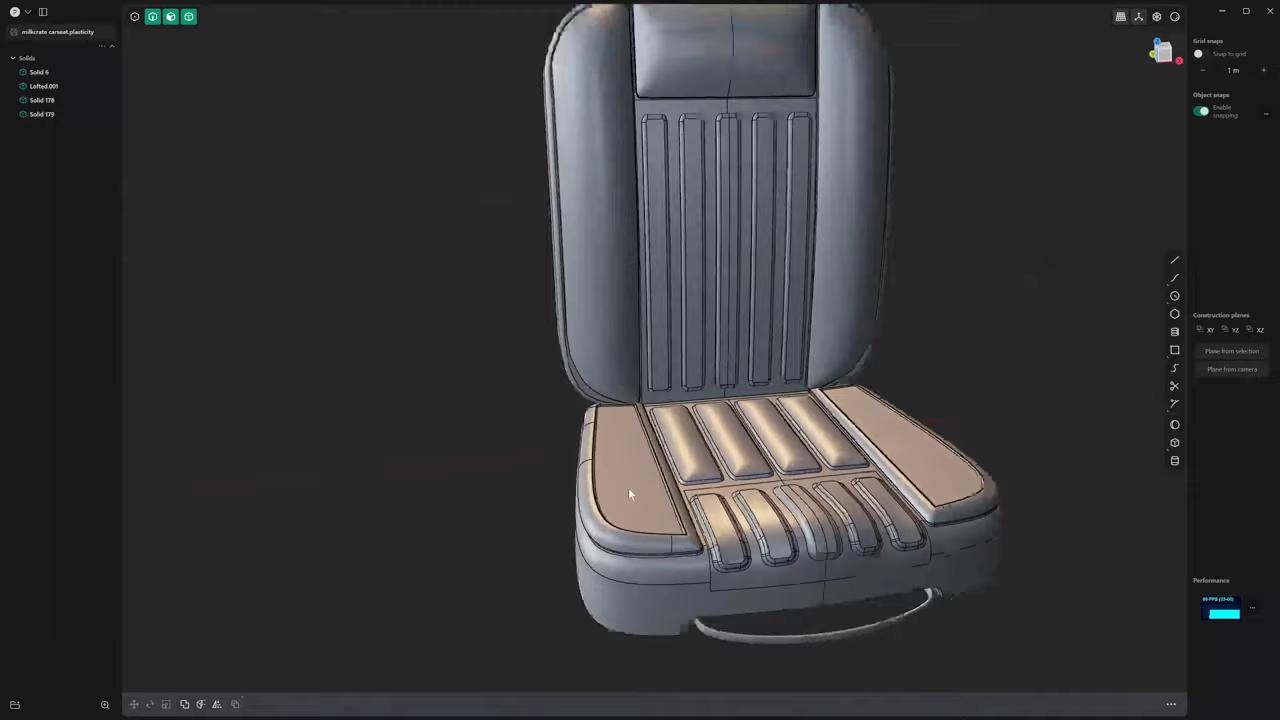 P
milkcrate carseat.plasticity
Solids
Solid 6
Lofted.001
Solid 178
Solid 179
Grid snaps
Snap to grid
1 m
Object snaps
Enable
snapping
Construction planes
XY
YZ
XZ
Plane from selection
Plane from camera
Performance